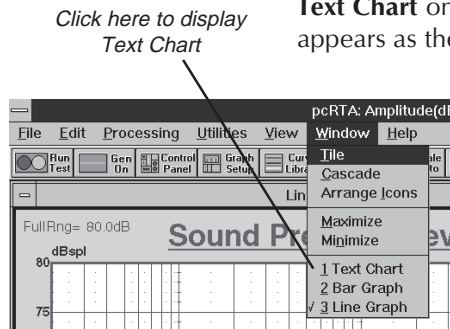 Click here to display
Text Chart
Text Chart on
appears as the
pcRTA: Amplitude(dB
File Edit Processing Utilities View Window Help
Run Test Gen On Control Panel Graph Setup
Tile
Cascade
Arrange Icons
Maximize
Minimize
1 Text Chart
2 Bar Graph
√ 3 Line Graph
Lin
FullRng= 80.0dB
Sound Pre
dBspl
80
75